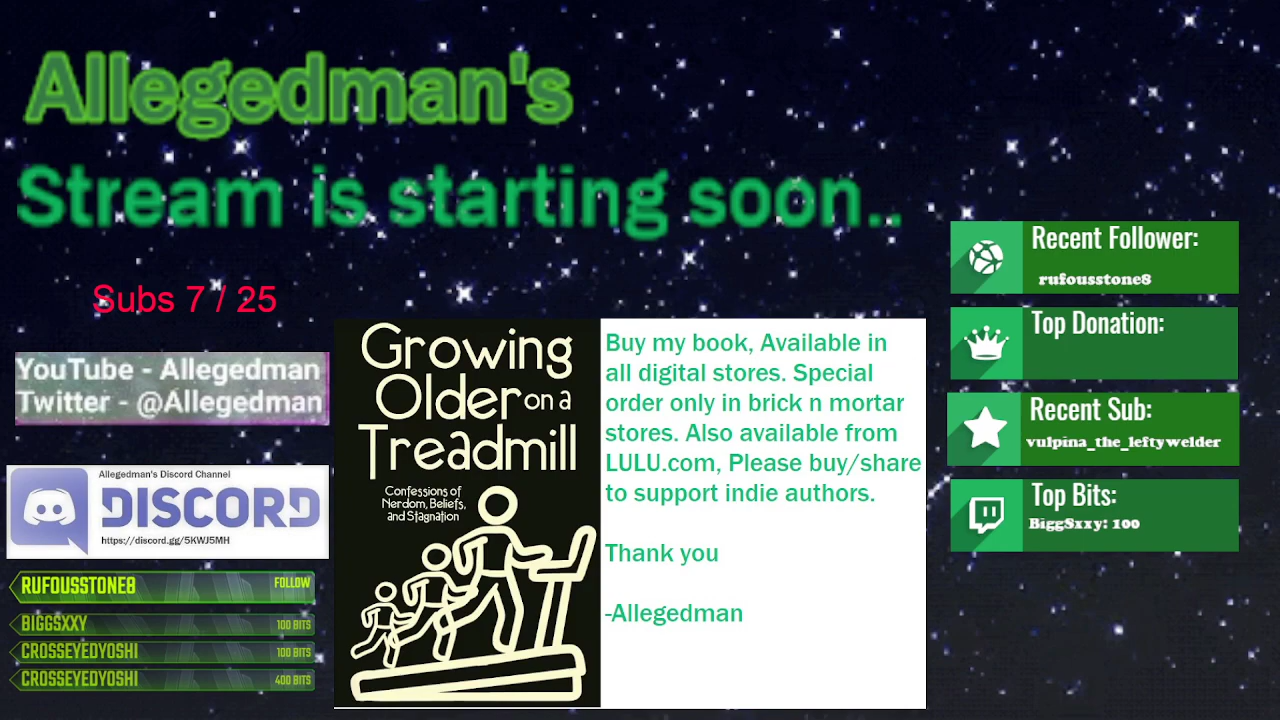 Allegedman's
Stream is starting soon..
Subs 7 / 25
YouTube - Allegedman
Twitter - @Allegedman
Allegedman's Discord Channel
DISCORD
https://discord.gg/5KWJ5MH
RUFOUSSTONE8 FOLLOW
BIGGSXXY 100 BITS
CROSSEYEDYOSHI 100 BITS
CROSSEYEDYOSHI 400 BITS
Growing
Older on a
Treadmill
Confessions of
Nerdom, Beliefs,
and Stagnation
Buy my book, Available in
all digital stores. Special
order only in brick n mortar
stores. Also available from
LULU.com, Please buy/share
to support indie authors.
Thank you
-Allegedman
Recent Follower:
rufousstone8
Top Donation:
Recent Sub:
vulpina_the_leftywelder
Top Bits:
BiggSxxy: 100